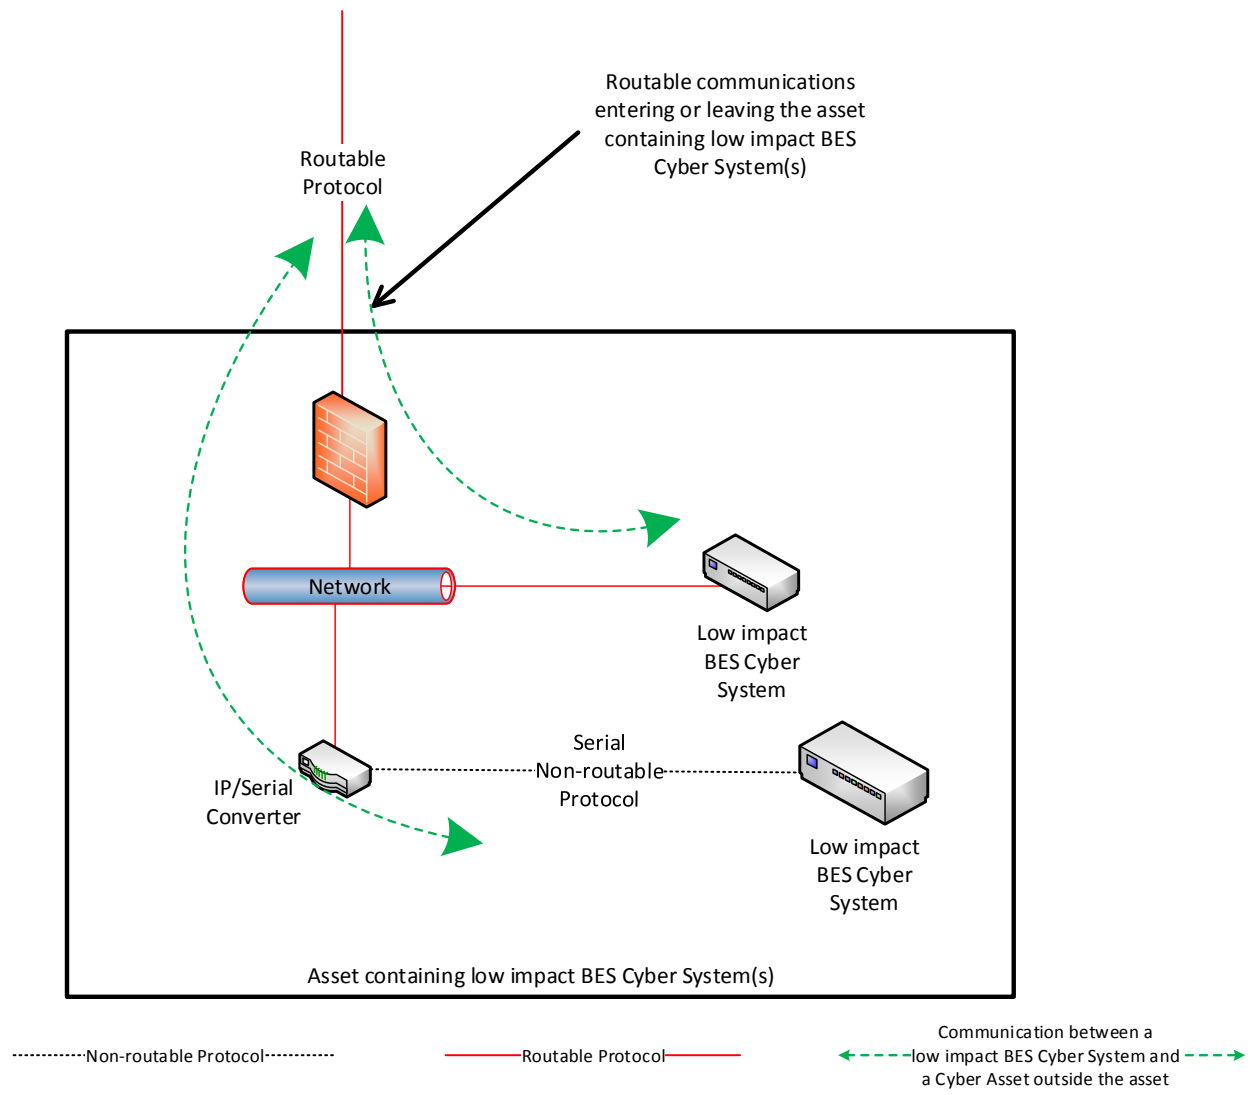 Routable communications
entering or leaving the asset
containing low impact BES
Cyber System(s)
Routable
Protocol
Network
Low impact
BES Cyber
System
Serial
Non-routable
Protocol
IP/Serial
Converter
Low impact
BES Cyber
System
Asset containing low impact BES Cyber System(s)
Non-routable Protocol
Routable Protocol
Communication between a
low impact BES Cyber System and
a Cyber Asset outside the asset